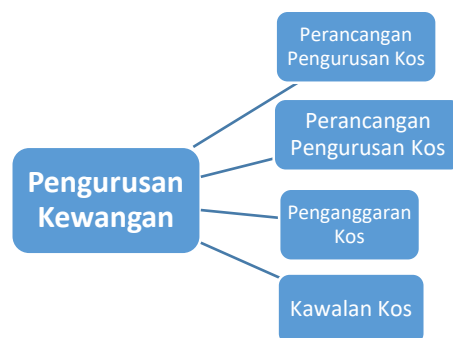 Perancangan
Pengurusan Kos
Perancangan
Pengurusan Kos
Pengurusan
Kewangan
Penganggaran
Kos
Kawalan Kos